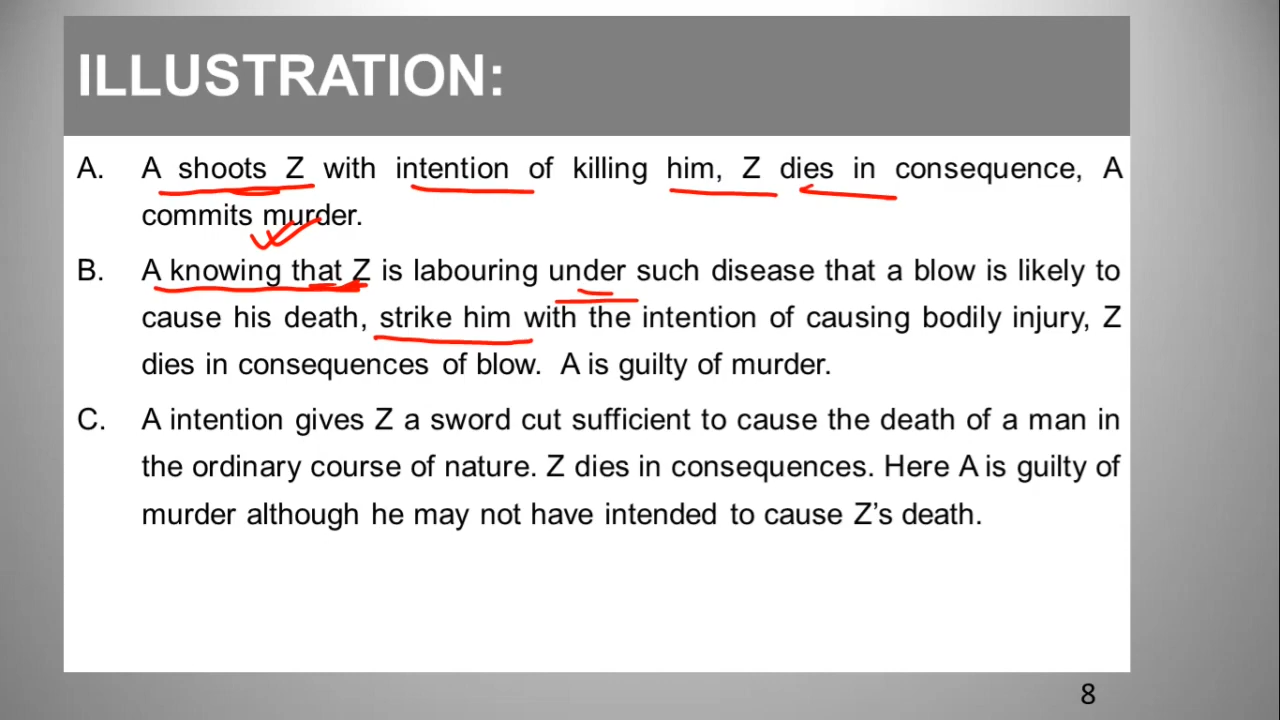 ILLUSTRATION:
A. A shoots Z with intention of killing him, Z dies in consequence, A
commits murder.
B. A knowing that Z is labouring under such disease that a blow is likely to
cause his death, strike him with the intention of causing bodily injury, Z
dies in consequences of blow. A is guilty of murder.
C. A intention gives Z a sword cut sufficient to cause the death of a man in
the ordinary course of nature. Z dies in consequences. Here A is guilty of
murder although he may not have intended to cause Z’s death.
8